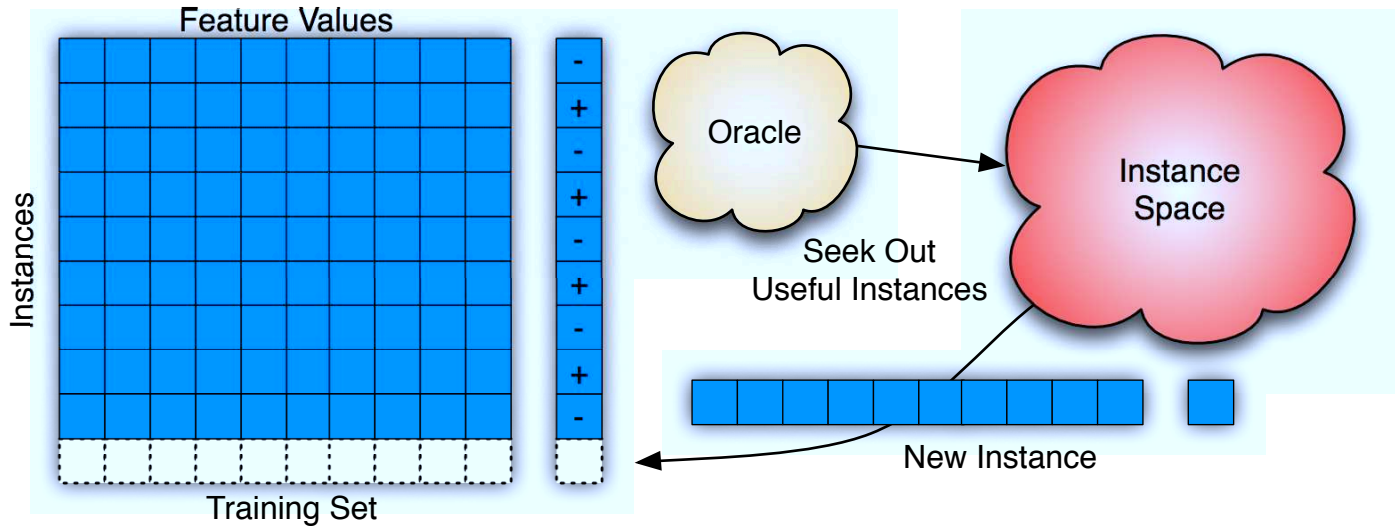 Feature Values
Instances
-
+
-
+
-
+
-
+
-
Training Set
Oracle
Seek Out
Useful Instances
Instance
Space
New Instance